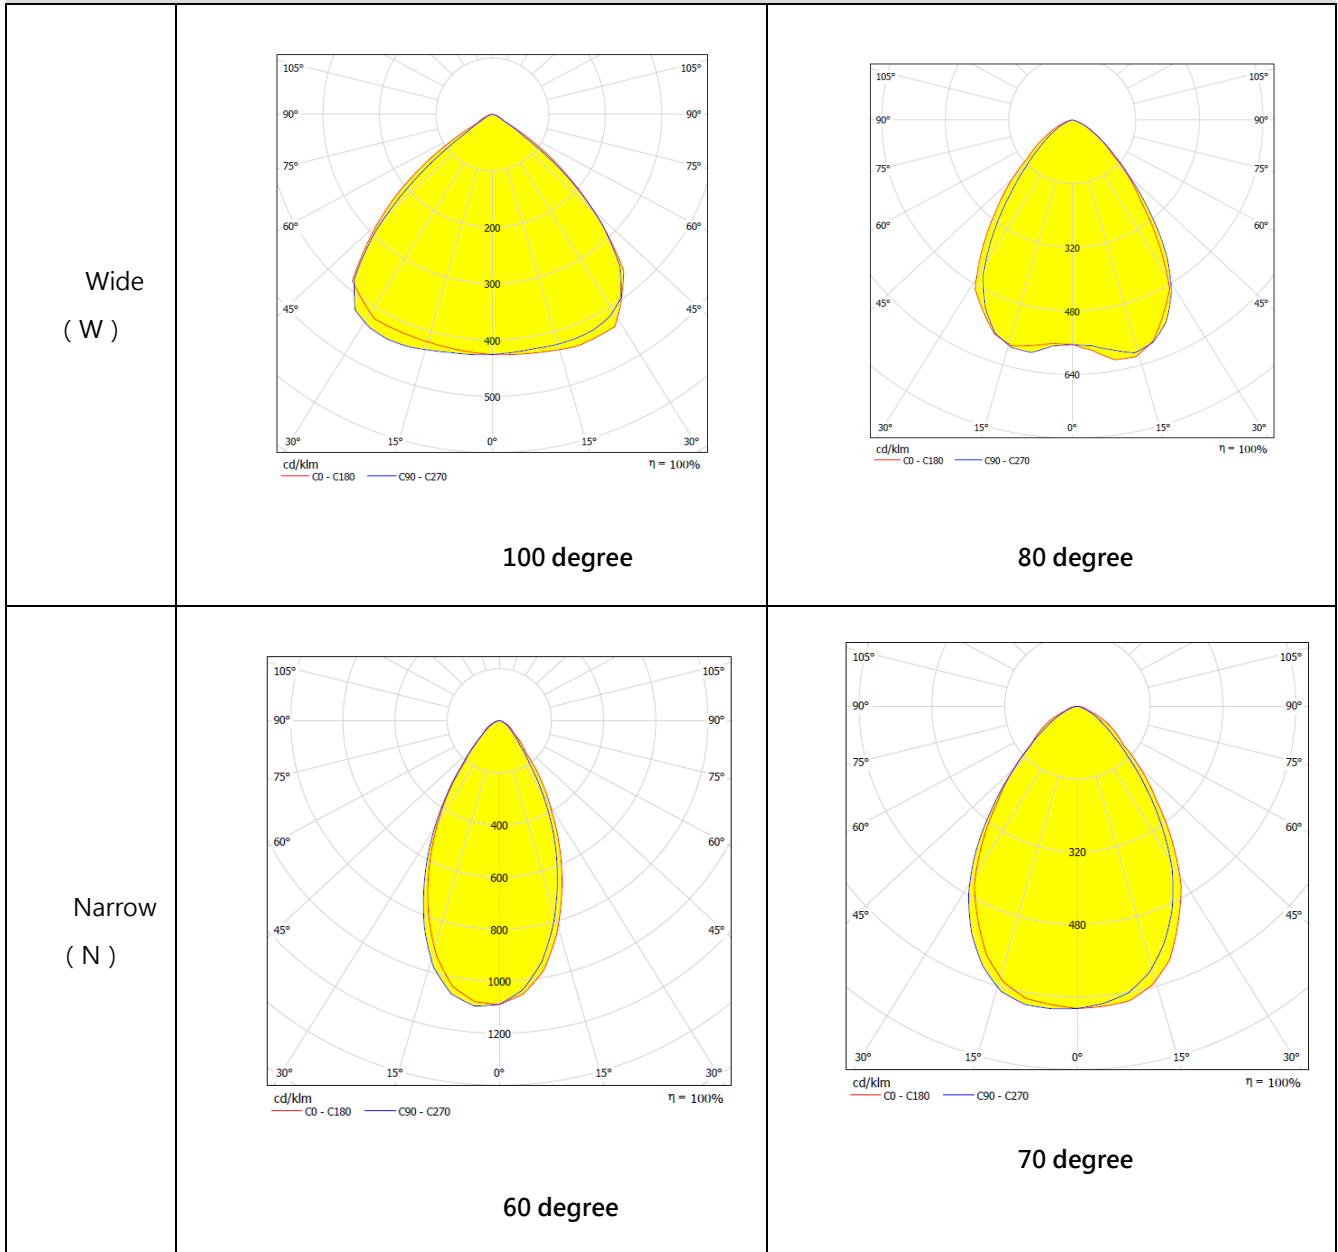 Wide
( W )
105° 105°
90° 90°
75° 75°
60° 60°
45° 45°
200
300
400
500
30° 15° 0° 15° 30°
cd/klm η = 100%
C0 - C180 C90 - C270
100 degree
105° 105°
90° 90°
75° 75°
60° 60°
45° 45°
320
480
640
30° 15° 0° 15° 30°
cd/klm η = 100%
C0 - C180 C90 - C270
80 degree
Narrow
( N )
105° 105°
90° 90°
75° 75°
60° 60°
45° 45°
400
600
800
1000
1200
30° 15° 0° 15° 30°
cd/klm η = 100%
C0 - C180 C90 - C270
60 degree
105° 105°
90° 90°
75° 75°
60° 60°
45° 45°
320
480
30° 15° 0° 15° 30°
cd/klm η = 100%
C0 - C180 C90 - C270
70 degree